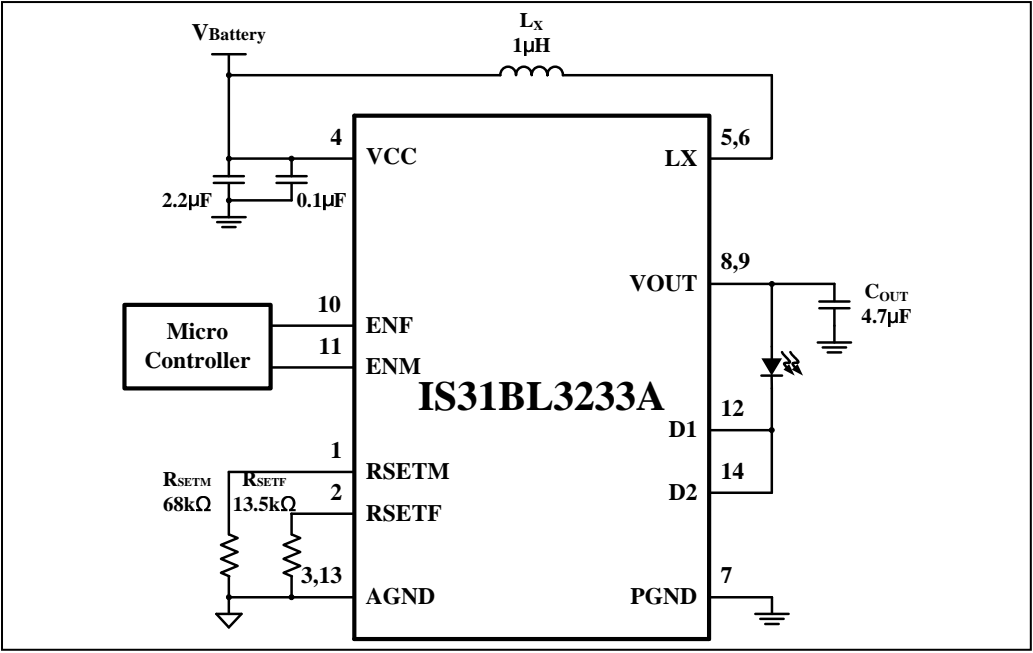 VBattery
LX
1µH
4
VCC
5,6
LX
2.2µF
0.1µF
8,9
VOUT
COUT
4.7µF
Micro
Controller
10
ENF
11
ENM
IS31BL3233A
12
D1
14
D2
1
RSETM
RSETM
68kΩ
RSETF
13.5kΩ
2
RSETF
3,13
AGND
7
PGND